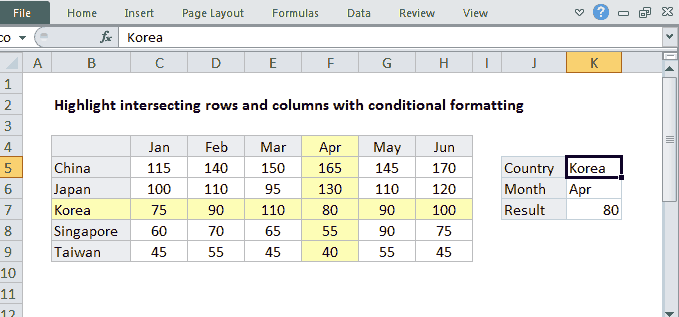 File Home Insert Page Layout Formulas Data Review View
co fx Korea
A B C D E F G H I J K
1
2 Highlight intersecting rows and columns with conditional formatting
3
4 Jan Feb Mar Apr May Jun
5 China 115 140 150 165 145 170 Country Korea
6 Japan 100 110 95 130 110 120 Month Apr
7 Korea 75 90 110 80 90 100 Result 80
8 Singapore 60 70 65 55 90 75
9 Taiwan 45 55 45 40 55 45
10
11
12